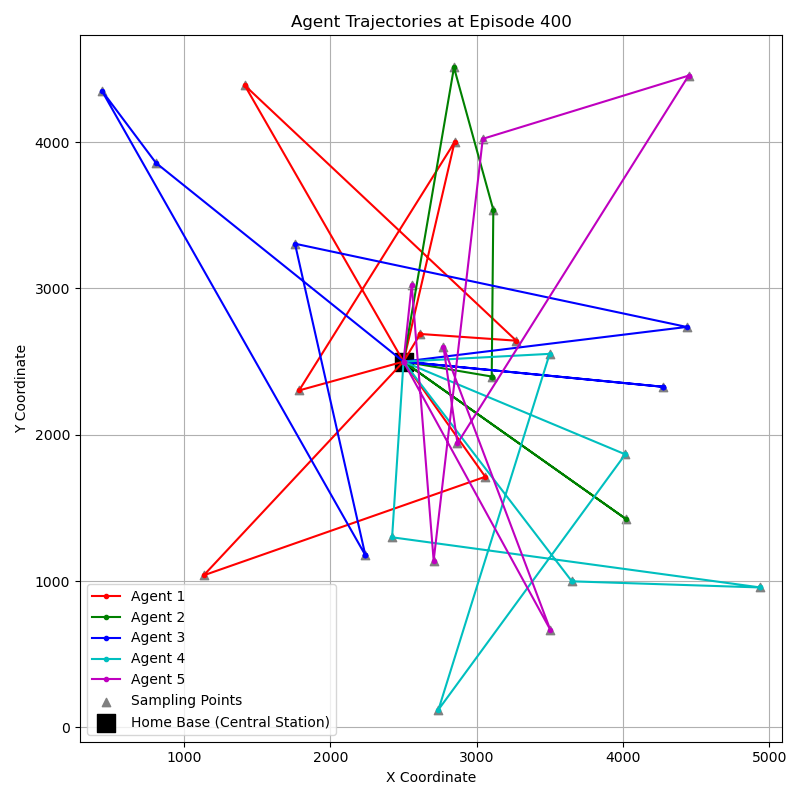 Agent Trajectories at Episode 400
Y Coordinate
4000
3000
2000
1000
0
Agent 1
Agent 2
Agent 3
Agent 4
Agent 5
Sampling Points
Home Base (Central Station)
1000
2000
3000
4000
5000
X Coordinate